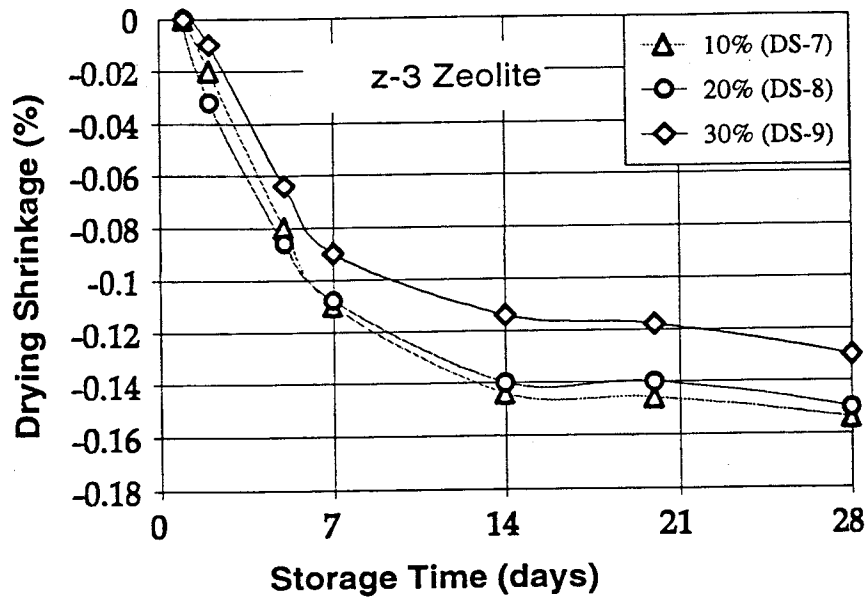 0
-0.02
-0.04
-0.06
-0.08
-0.1
-0.12
-0.14
-0.16
-0.18
Drying Shrinkage (%)
z-3 Zeolite
10% (DS-7)
20% (DS-8)
30% (DS-9)
0 7 14 21 28
Storage Time (days)